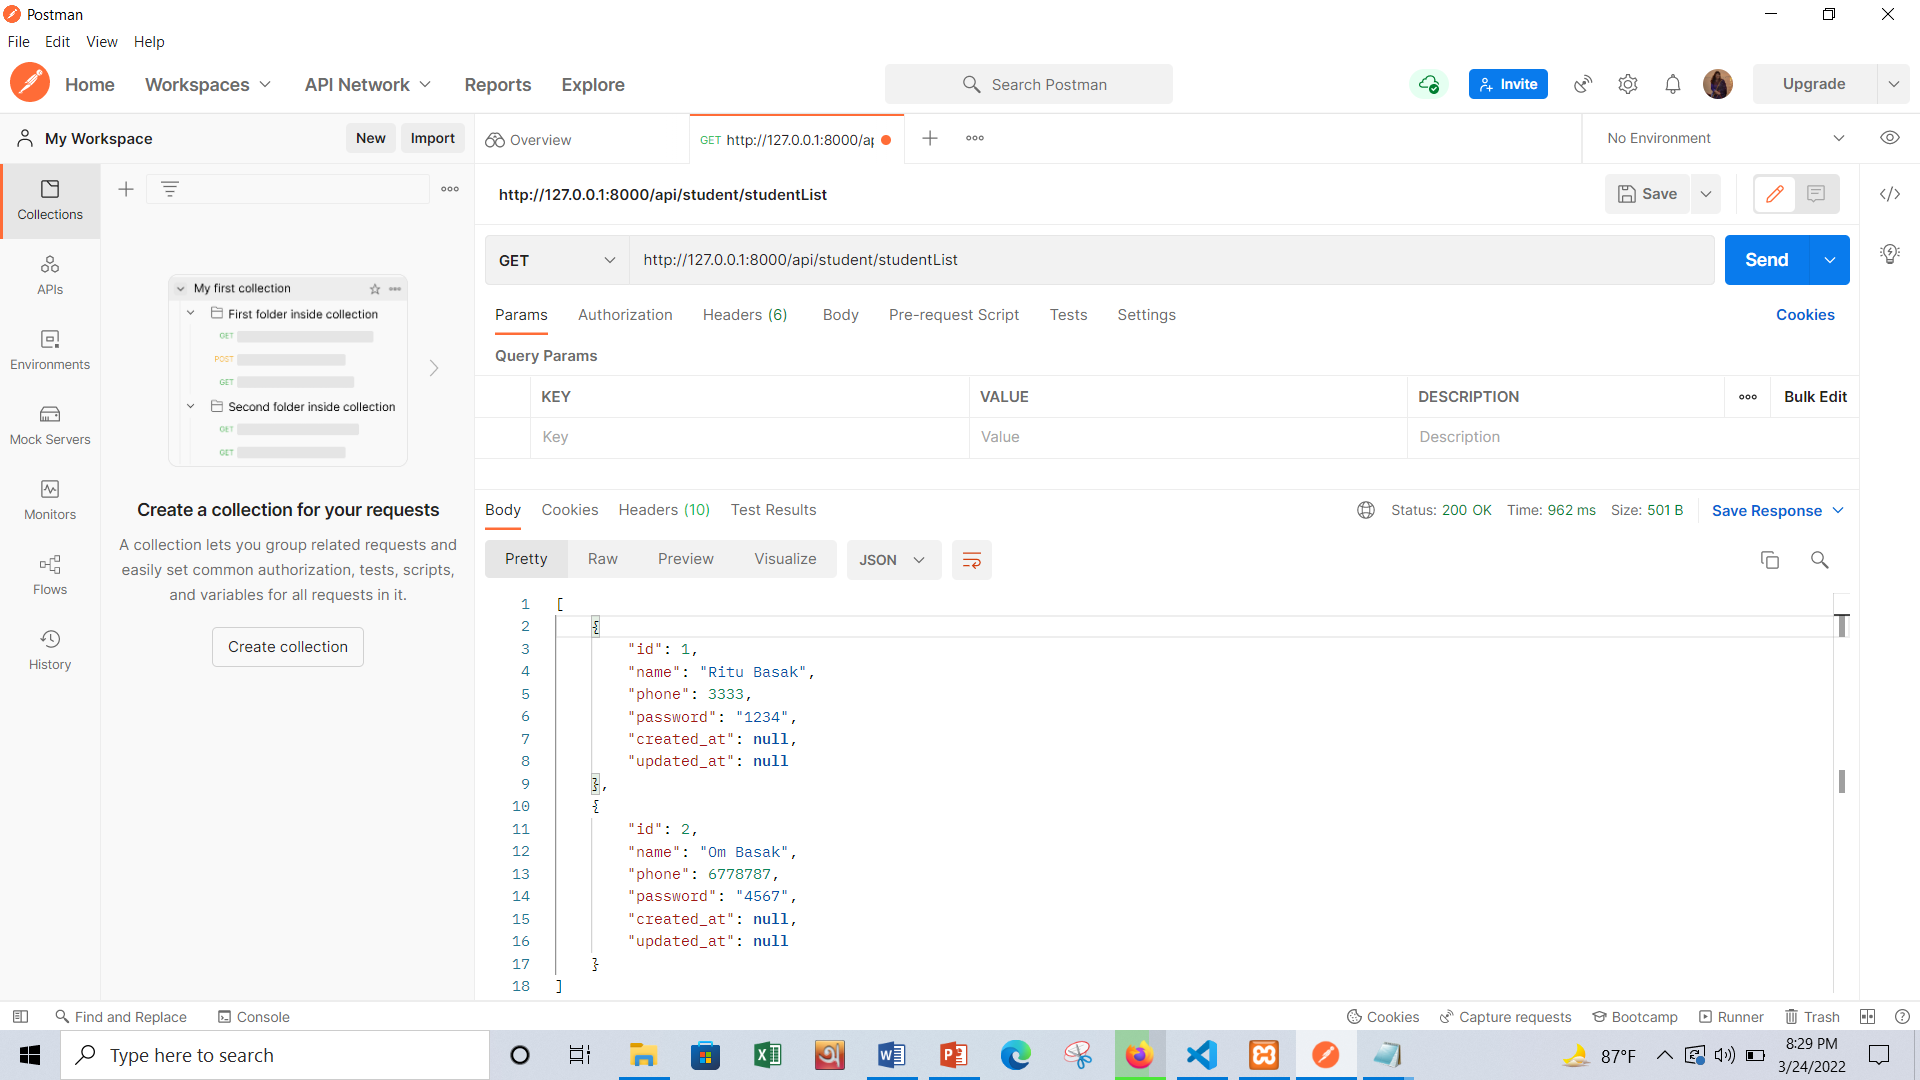 Postman
File Edit View Help
Home Workspaces API Network Reports Explore Search Postman Invite Upgrade
My Workspace New Import Overview GET http://127.0.0.1:8000/ap No Environment
Collections
APIs
Environments
Mock Servers
Monitors
Flows
History
My first collection
First folder inside collection
GET
POST
GET
Second folder inside collection
GET
GET
Create a collection for your requests
A collection lets you group related requests and
easily set common authorization, tests, scripts,
and variables for all requests in it.
Create collection
http://127.0.0.1:8000/api/student/studentList Save
GET http://127.0.0.1:8000/api/student/studentList Send
Params Authorization Headers (6) Body Pre-request Script Tests Settings Cookies
Query Params
KEY VALUE DESCRIPTION Bulk Edit
Key Value Description
Body Cookies Headers (10) Test Results Status: 200 OK Time: 962 ms Size: 501 B Save Response
Pretty Raw Preview Visualize JSON
1 [
2 {
3 "id": 1,
4 "name": "Ritu Basak",
5 "phone": 3333,
6 "password": "1234",
7 "created_at": null,
8 "updated_at": null
9 },
10 {
11 "id": 2,
12 "name": "Om Basak",
13 "phone": 6778787,
14 "password": "4567",
15 "created_at": null,
16 "updated_at": null
17 }
18 ]
Find and Replace Console Cookies Capture requests Bootcamp Runner Trash
Type here to search 87°F 8:29 PM
3/24/2022